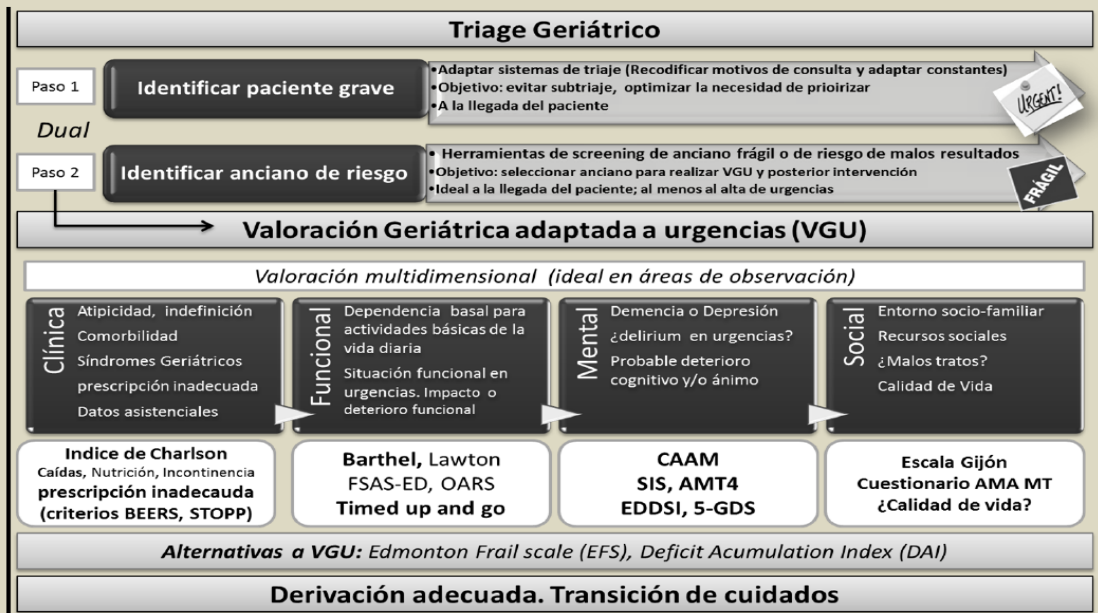 Triage Geriátrico
Paso 1
Identificar paciente grave
•Adaptar sistemas de triaje (Recodificar motivos de consulta y adaptar constantes)
•Objetivo: evitar subtriaje, optimizar la necesidad de prioirizar
•A la llegada del paciente
URGENT!
Dual
Paso 2
Identificar anciano de riesgo
• Herramientas de screening de anciano frágil o de riesgo de malos resultados
•Objetivo: seleccionar anciano para realizar VGU y posterior intervención
•Ideal a la llegada del paciente; al menos al alta de urgencias
FRÁGIL
Valoración Geriátrica adaptada a urgencias (VGU)
Valoración multidimensional (ideal en áreas de observación)
Clínica
Atipicidad, indefinición
Comorbilidad
Síndromes Geriátricos
prescripción inadecuada
Datos asistenciales
Funcional
Dependencia basal para
actividades básicas de la
vida diaria
Situación funcional en
urgencias. Impacto o
deterioro funcional
Mental
Demencia o Depresión
¿delirium en urgencias?
Probable deterioro
cognitivo y/o ánimo
Social
Entorno socio-familiar
Recursos sociales
¿Malos tratos?
Calidad de Vida
Indice de Charlson
Caídas, Nutrición, Incontinencia
prescripción inadecauda
(criterios BEERS, STOPP)
Barthel, Lawton
FSAS-ED, OARS
Timed up and go
CAAM
SIS, AMT4
EDDSI, 5-GDS
Escala Gijón
Cuestionario AMA MT
¿Calidad de vida?
Alternativas a VGU: Edmonton Frail scale (EFS), Deficit Acumulation Index (DAI)
Derivación adecuada. Transición de cuidados